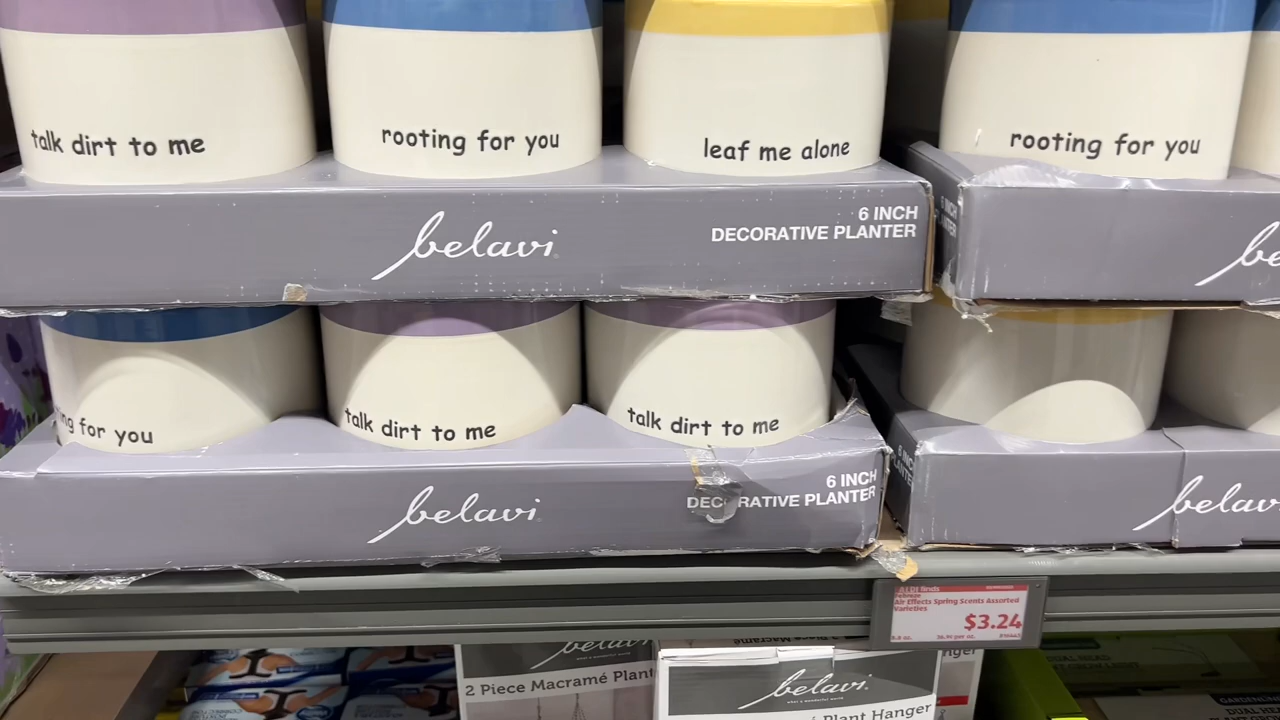 talk dirt to me
rooting for you
leaf me alone
rooting for you
belavi
6 INCH
DECORATIVE PLANTER
for you
talk dirt to me
talk dirt to me
belavi
6 INCH
DECORATIVE PLANTER
belavi
ALDI finds
Air Effects Spring Scents Assorted
Varieties
$3.24
belavi
2 Piece Macramé Plant
belavi
Plant Hanger